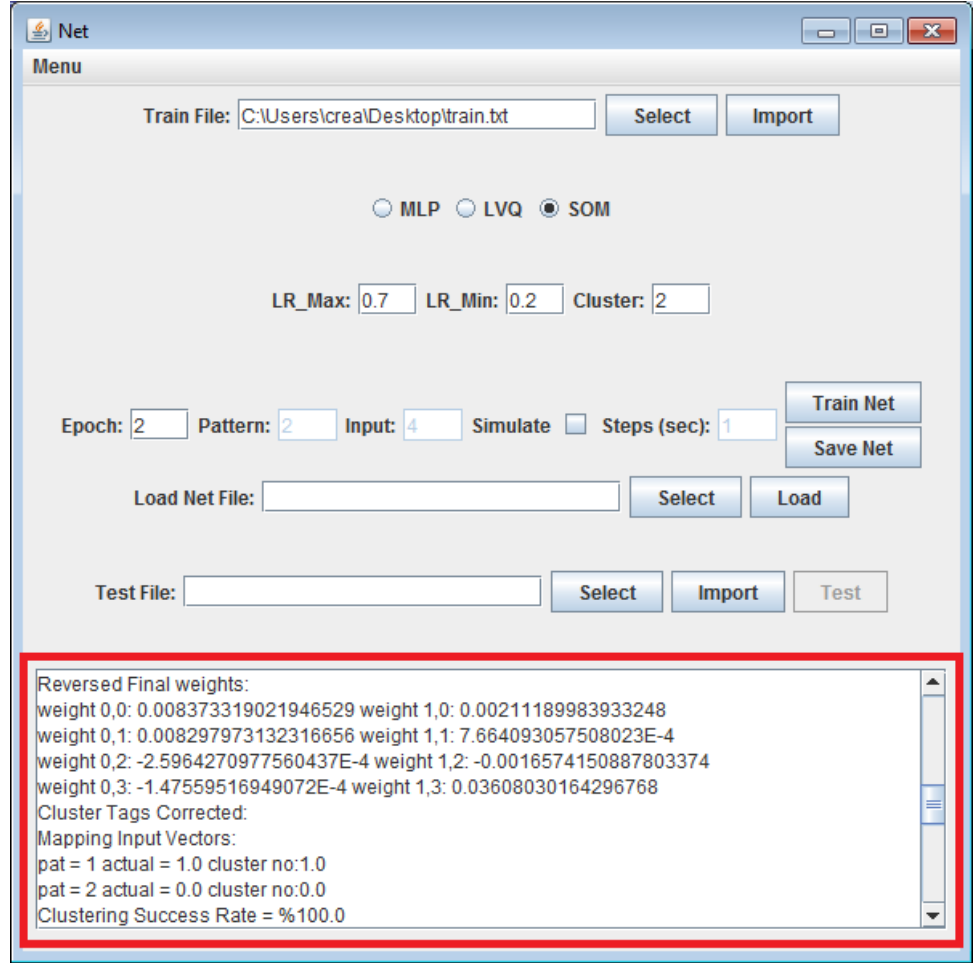 Net
Menu
Train File: C:\Users\crea\Desktop\train.txt Select Import
MLP LVQ SOM
LR_Max: 0.7 LR_Min: 0.2 Cluster: 2
Train Net
Epoch: 2 Pattern: 2 Input: 4 Simulate Steps (sec): 1
Save Net
Load Net File: Select Load
Test File: Select Import Test
Reversed Final weights:
weight 0,0: 0.008373319021946529 weight 1,0: 0.00211189983933248
weight 0,1: 0.008297973132316656 weight 1,1: 7.664093057508023E-4
weight 0,2: -2.5964270977560437E-4 weight 1,2: -0.0016574150887803374
weight 0,3: -1.47559516949072E-4 weight 1,3: 0.03608030164296768
Cluster Tags Corrected:
Mapping Input Vectors:
pat = 1 actual = 1.0 cluster no:1.0
pat = 2 actual = 0.0 cluster no:0.0
Clustering Success Rate = %100.0